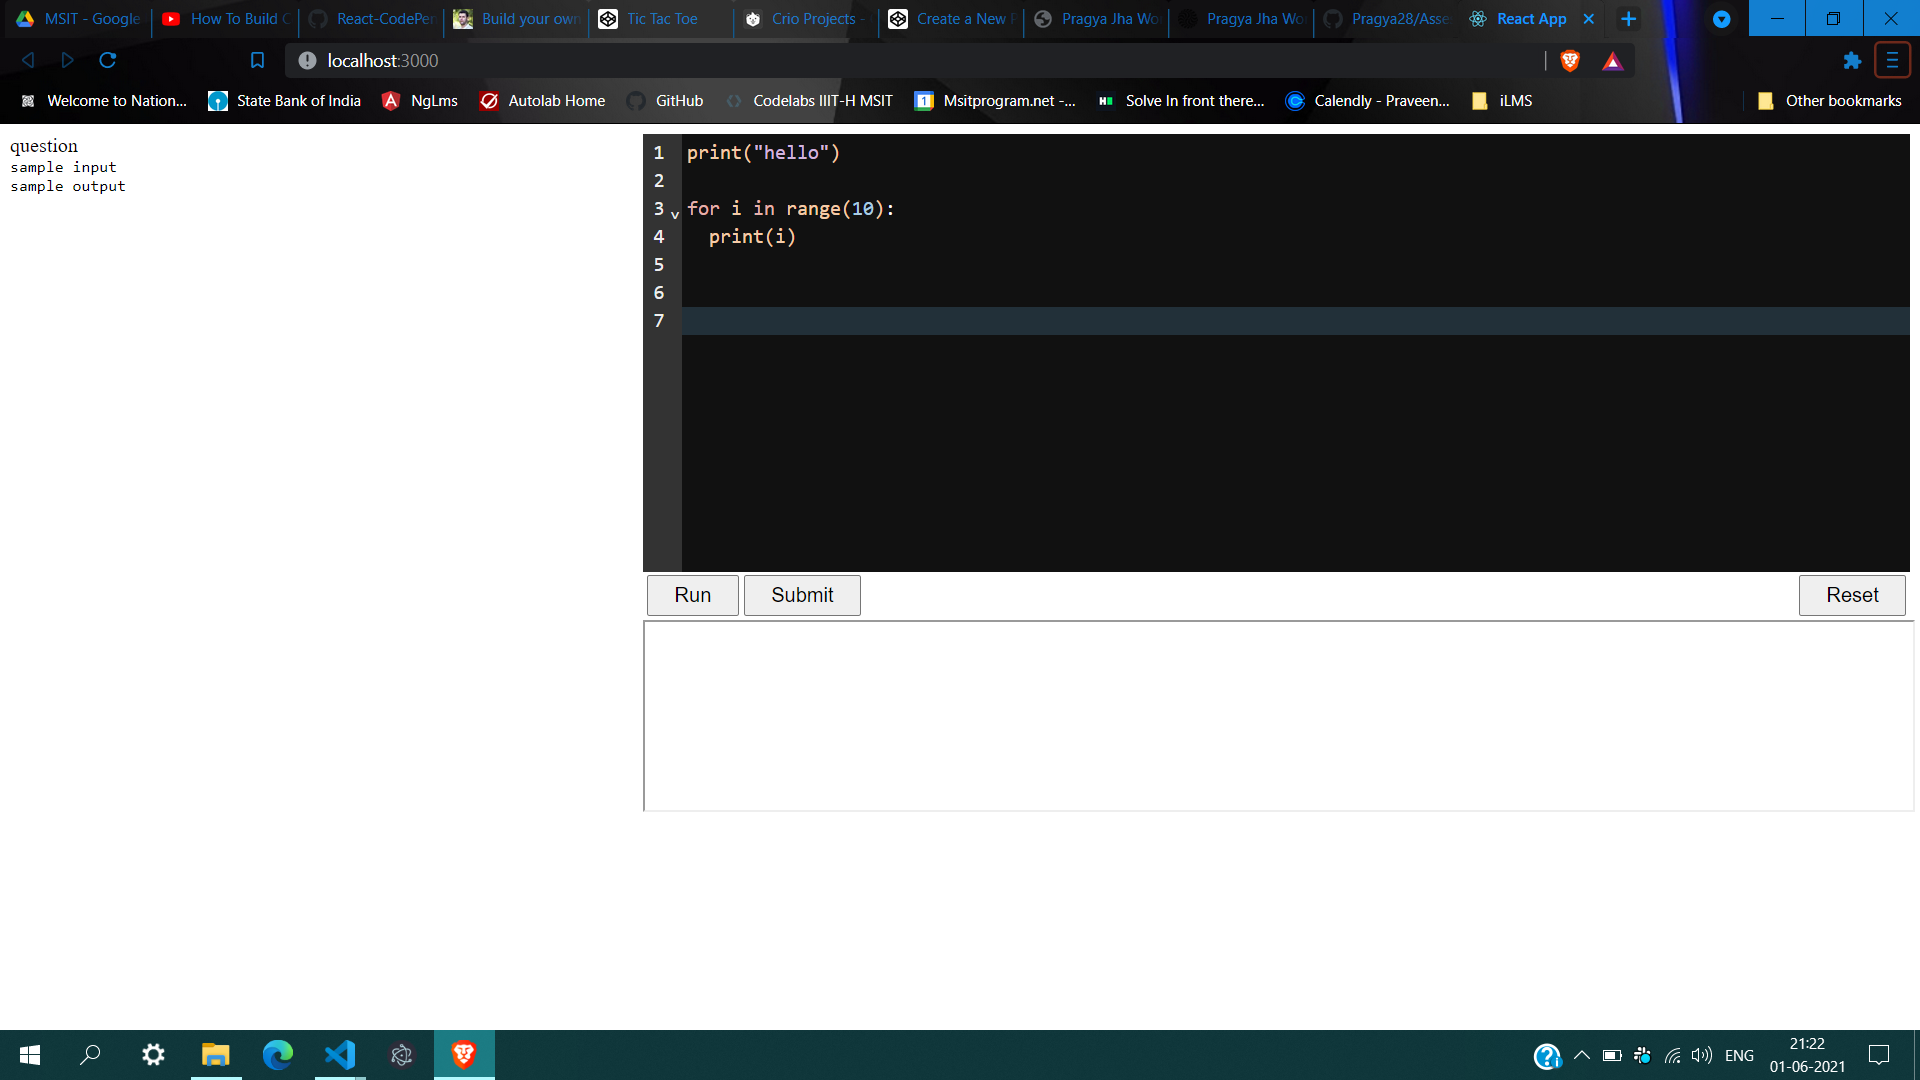 MSIT - Google
How To Build C
React-CodePen
Build your own
Tic Tac Toe
Crio Projects -
Create a New P
Pragya Jha Wo
Pragya Jha Wo
Pragya28/Asse
React App
localhost:3000
Welcome to Nation...
State Bank of India
NgLms
Autolab Home
GitHub
Codelabs IIIT-H MSIT
Msitprogram.net -...
Solve In front there...
Calendly - Praveen...
iLMS
Other bookmarks
question
sample input
sample output
1 print("hello")
2
3 for i in range(10):
4 print(i)
5
6
7
Run
Submit
Reset
ENG
21:22
01-06-2021